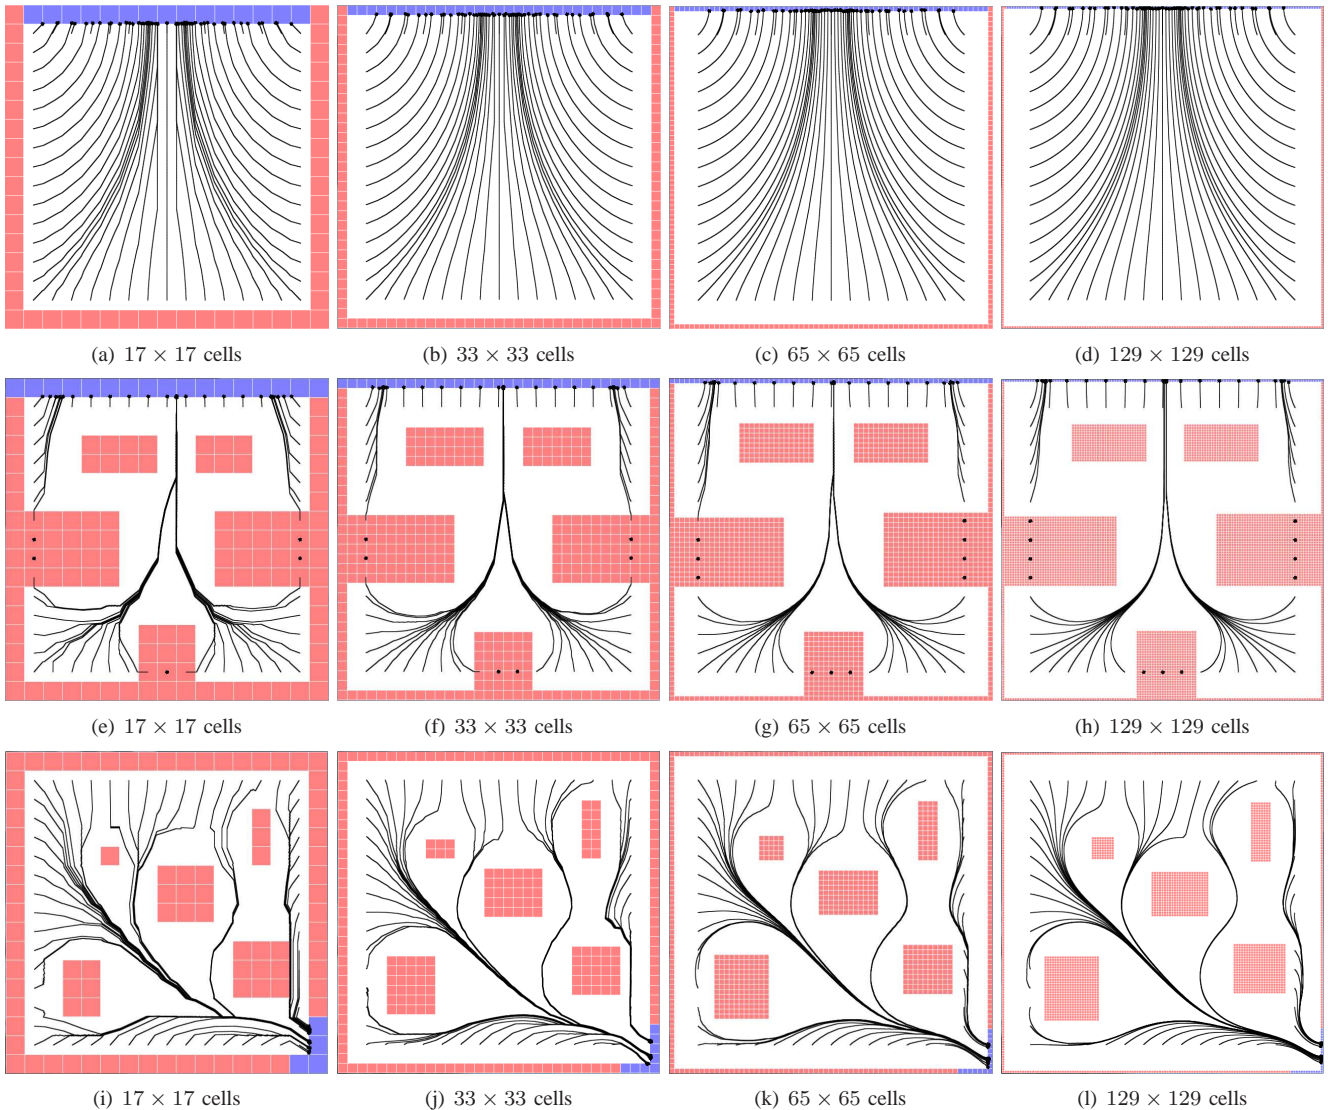 (a) 17 × 17 cells
(b) 33 × 33 cells
(c) 65 × 65 cells
(d) 129 × 129 cells
(e) 17 × 17 cells
(f) 33 × 33 cells
(g) 65 × 65 cells
(h) 129 × 129 cells
(i) 17 × 17 cells
(j) 33 × 33 cells
(k) 65 × 65 cells
(l) 129 × 129 cells